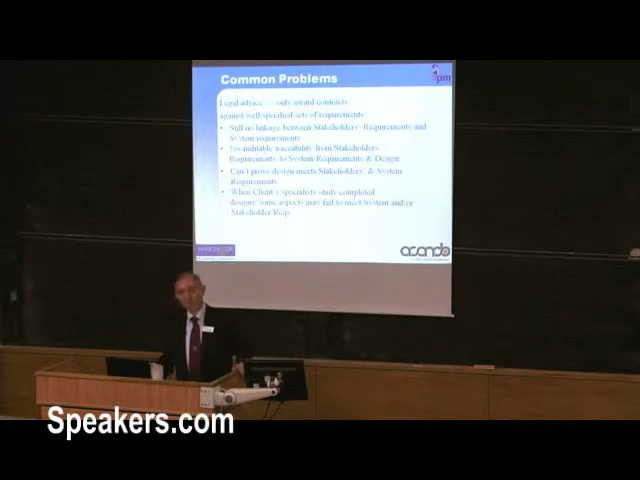 Common Problems
apm
Legal advice — only award contracts
against well specified sets of requirements
• Still no linkage between Stakeholders' Requirements and
System requirements
• No auditable traceability from Stakeholders'
Requirements to System Requirements & Design
• Can't prove design meets Stakeholders' & System
Requirements
• When Client's specialists study completed
designs some aspects may fail to meet System and/or
Stakeholder Reqs
acando
Speakers.com